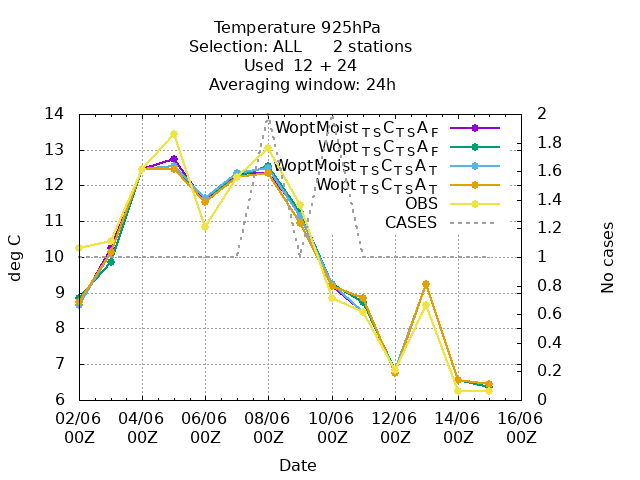 Temperature 925hPa
Selection: ALL      2 stations
Used  12 + 24
Averaging window: 24h
WoptMoist TS C TS A F
Wopt TS C TS A F
WoptMoist TS C TS A T
Wopt TS C TS A T
OBS
CASES
deg C
14
13
12
11
10
9
8
7
6
2
1.8
1.6
1.4
1.2
1
0.8
0.6
0.4
0.2
0
No cases
02/06 04/06 06/06 08/06 10/06 12/06 14/06 16/06
00Z 00Z 00Z 00Z 00Z 00Z 00Z 00Z
Date